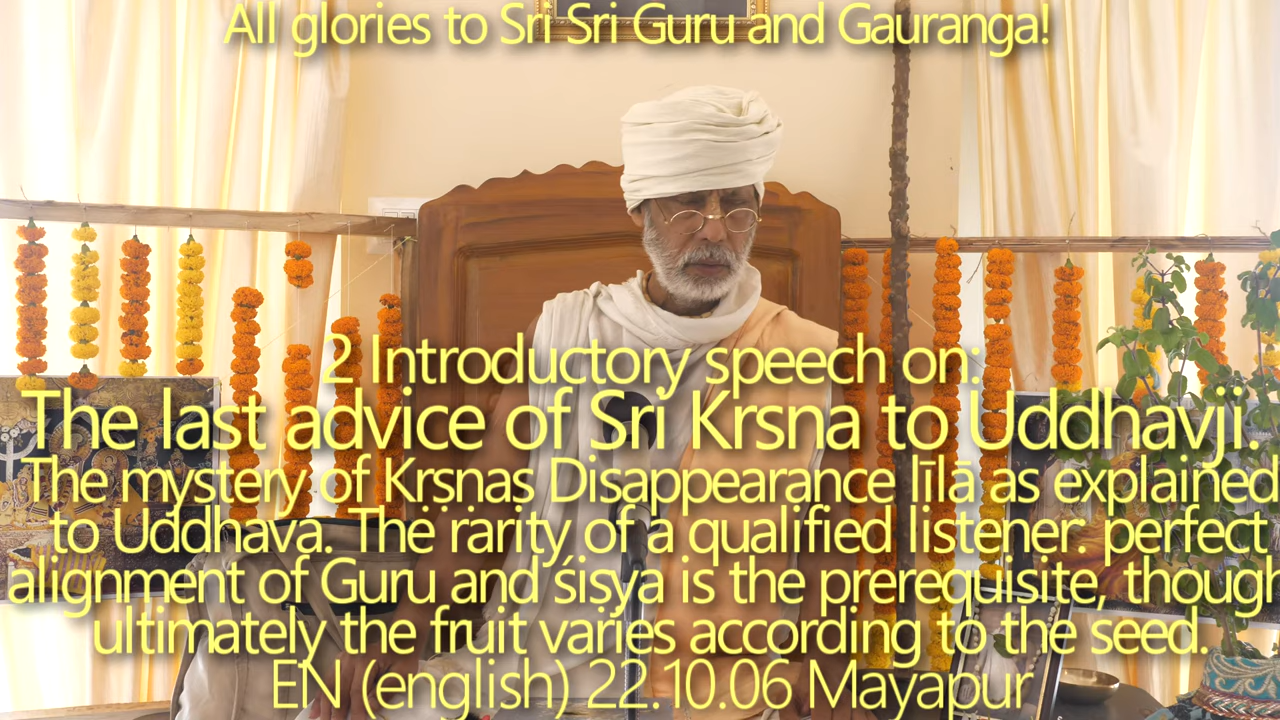 All glories to Sri Sri Guru and Gauranga!
2 Introductory speech on:
The last advice of Sri Krsna to Uddhavji.
The mystery of Kṛṣṇas Disappearance līlā as explained
to Uddhava. The rarity of a qualified listener: perfect
alignment of Guru and śiṣya is the prerequisite, though
ultimately the fruit varies according to the seed.
EN (english) 22.10.06 Mayapur